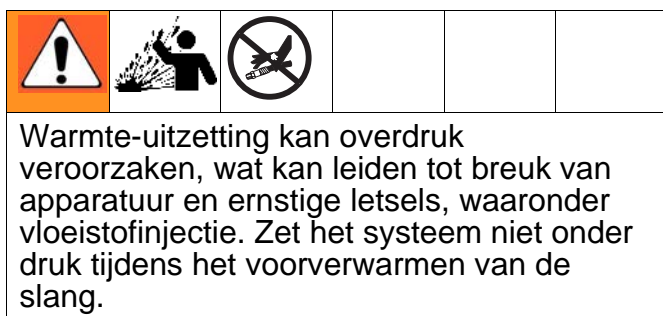 Warmte-uitzetting kan overdruk
veroorzaken, wat kan leiden tot breuk van
apparatuur en ernstige letsels, waaronder
vloeistofinjectie. Zet het systeem niet onder
druk tijdens het voorverwarmen van de
slang.